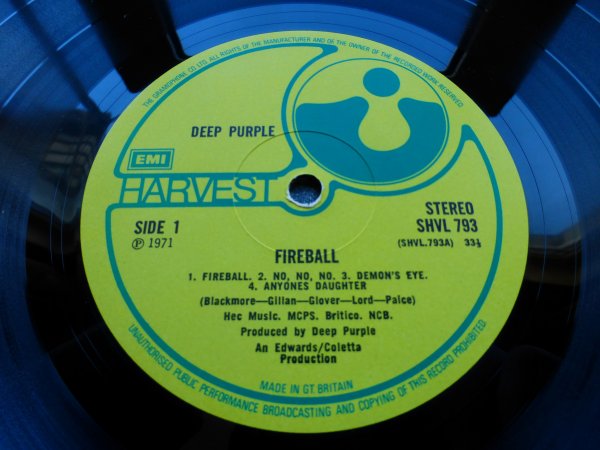 THE GRAMOPHONE CO LTD. ALL RIGHTS OF THE MANUFACTURER AND OF THE OWNER OF THE RECORDED WORK RESERVED.
DEEP PURPLE
EMI
HARVEST
SIDE 1
℗ 1971
STEREO
SHVL 793
(SHVL.793A) 33⅓
FIREBALL
1. FIREBALL. 2. NO, NO, NO. 3. DEMON'S EYE.
4. ANYONES DAUGHTER
(Blackmore—Gillan—Glover—Lord—Paice)
Hec Music. MCPS. Britico. NCB.
Produced by Deep Purple
An Edwards/Coletta
Production
MADE IN GT BRITAIN
UNAUTHORISED PUBLIC PERFORMANCE BROADCASTING AND COPYING OF THIS RECORD PROHIBITED